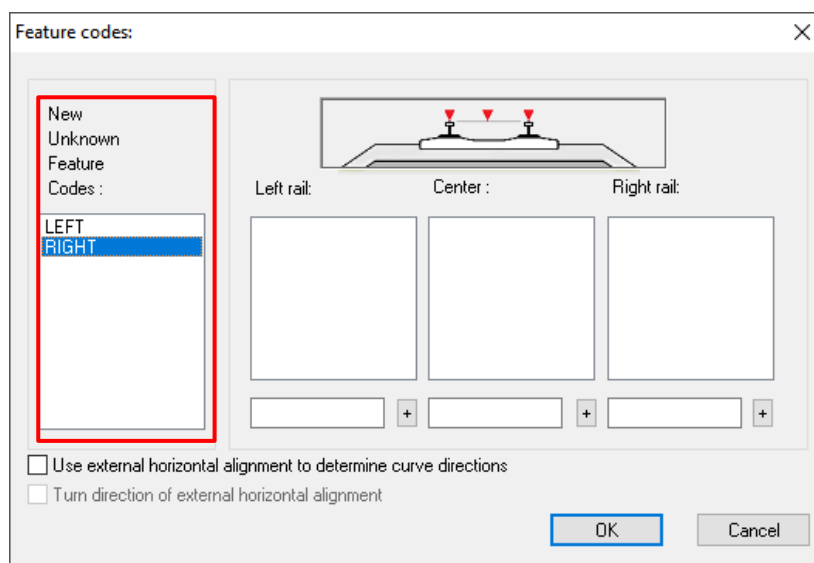 Feature codes:
New
Unknown
Feature
Codes :
LEFT
RIGHT
Left rail:
Center :
Right rail:
+
+
+
Use external horizontal alignment to determine curve directions
Turn direction of external horizontal alignment
OK
Cancel